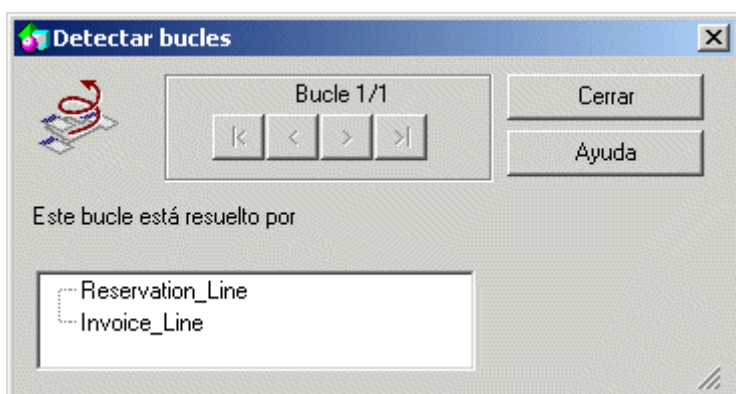 Detectar bucles
Bucle 1/1
Cerrar
Ayuda
Este bucle está resuelto por
Reservation_Line
Invoice_Line